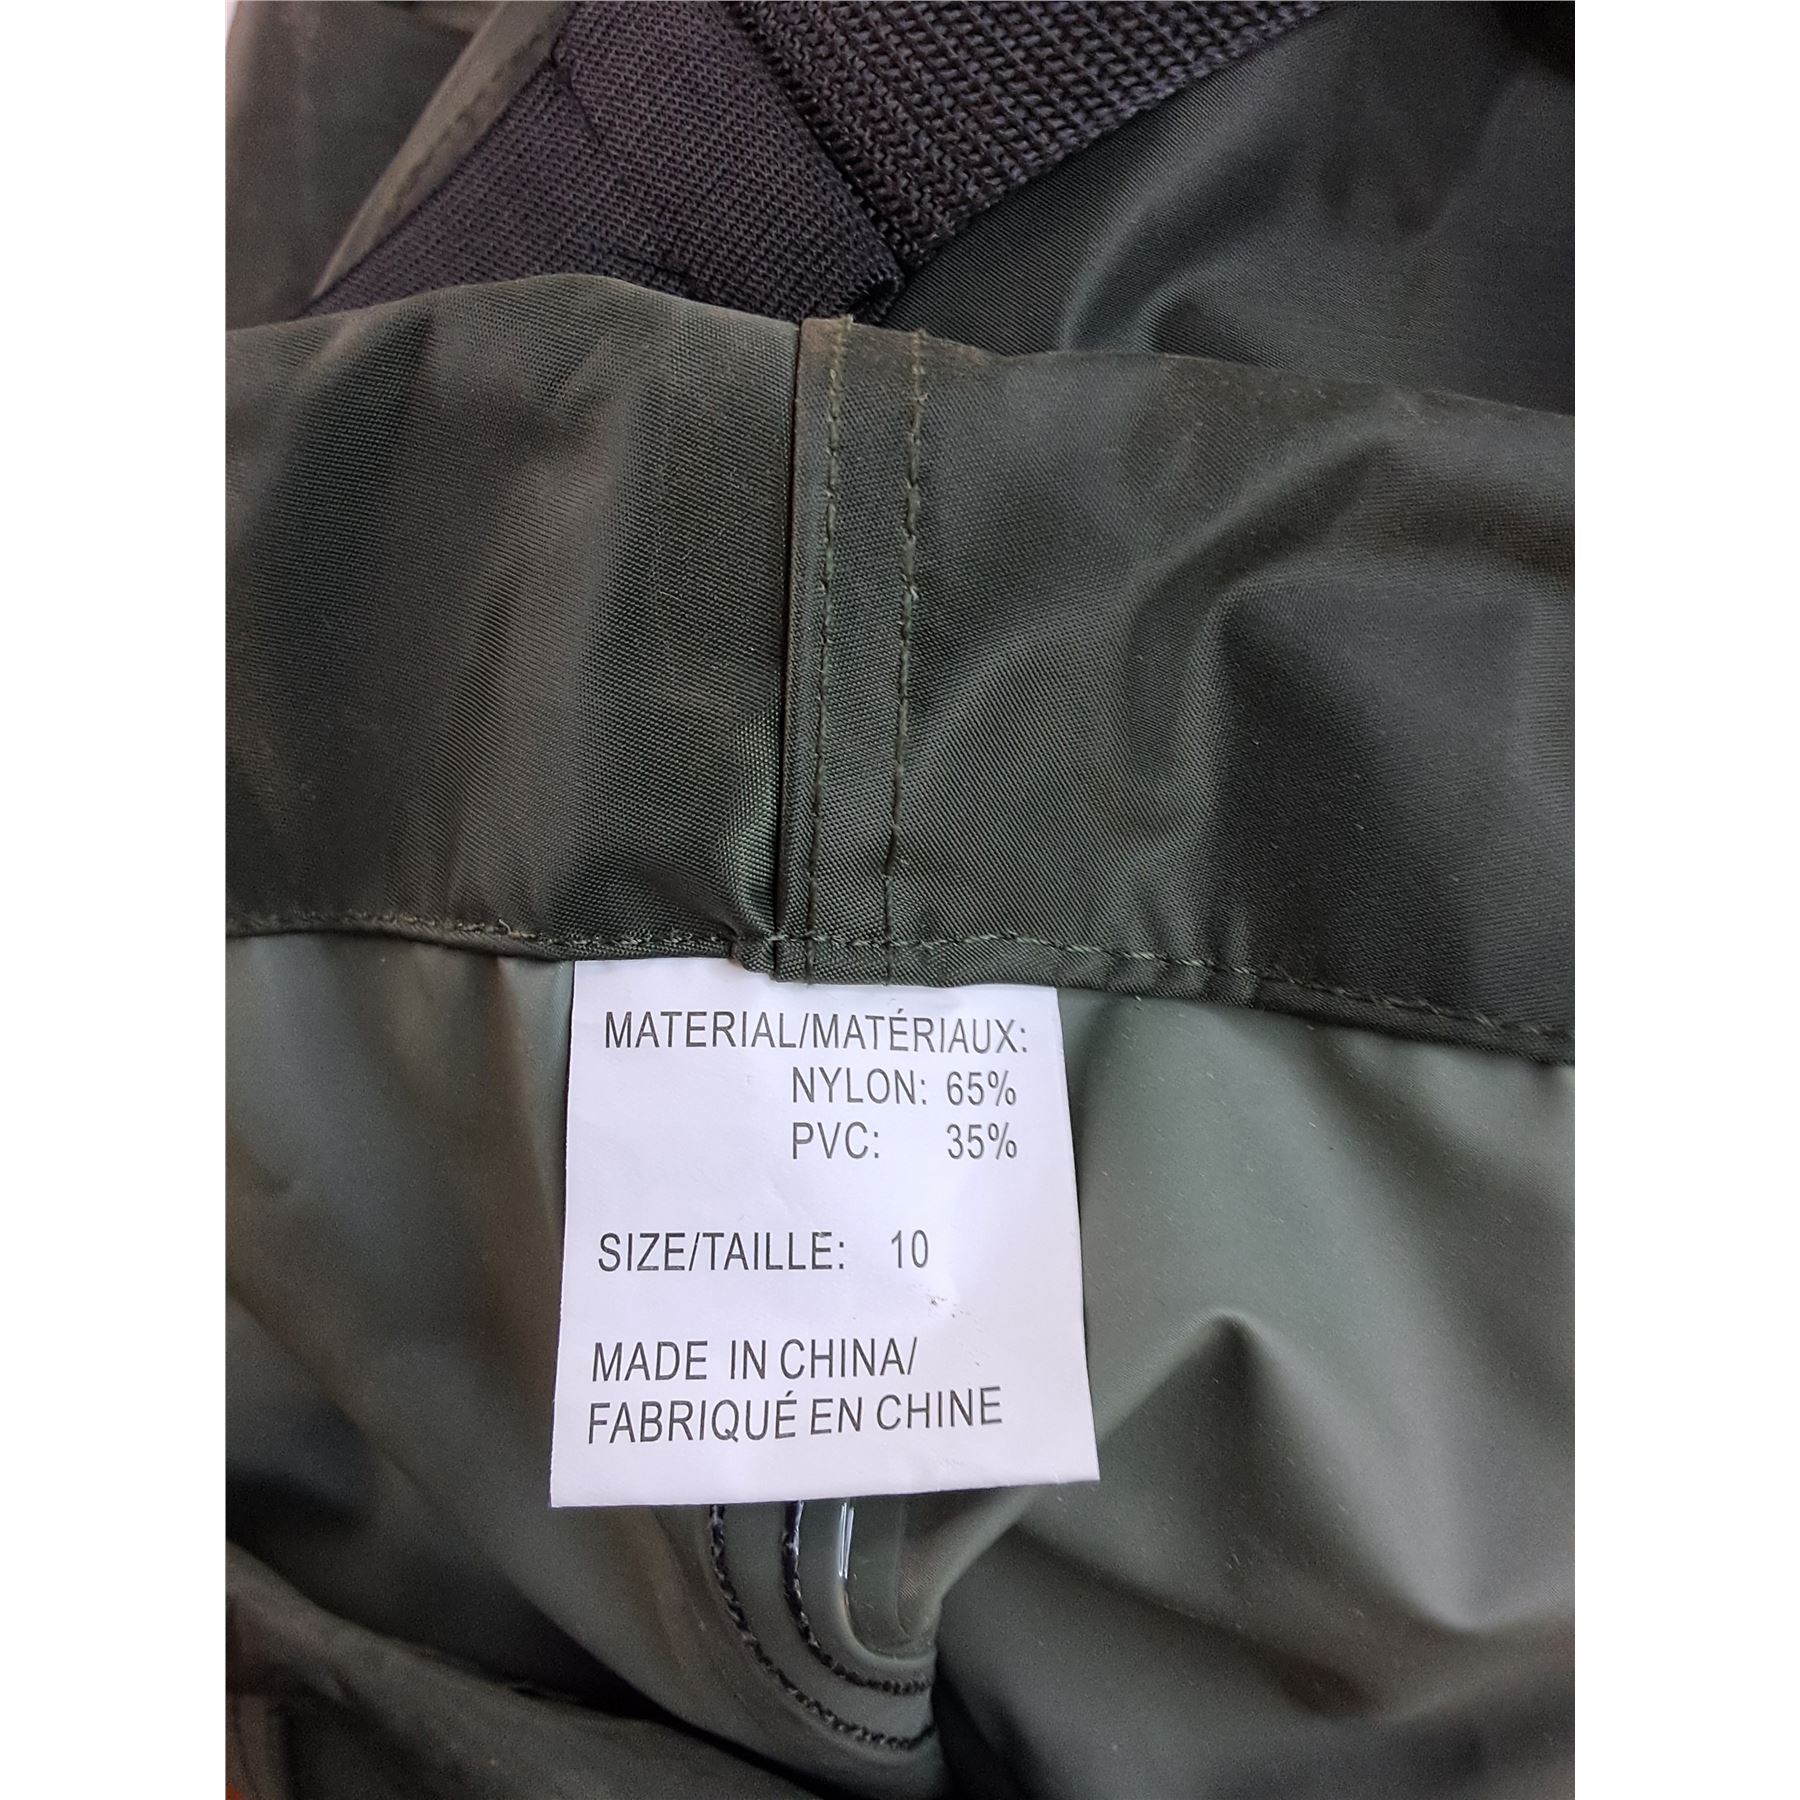 MATERIAL/MATÉRIAUX:
NYLON: 65%
PVC: 35%
SIZE/TAILLE: 10
MADE IN CHINA/
FABRIQUÉ EN CHINE